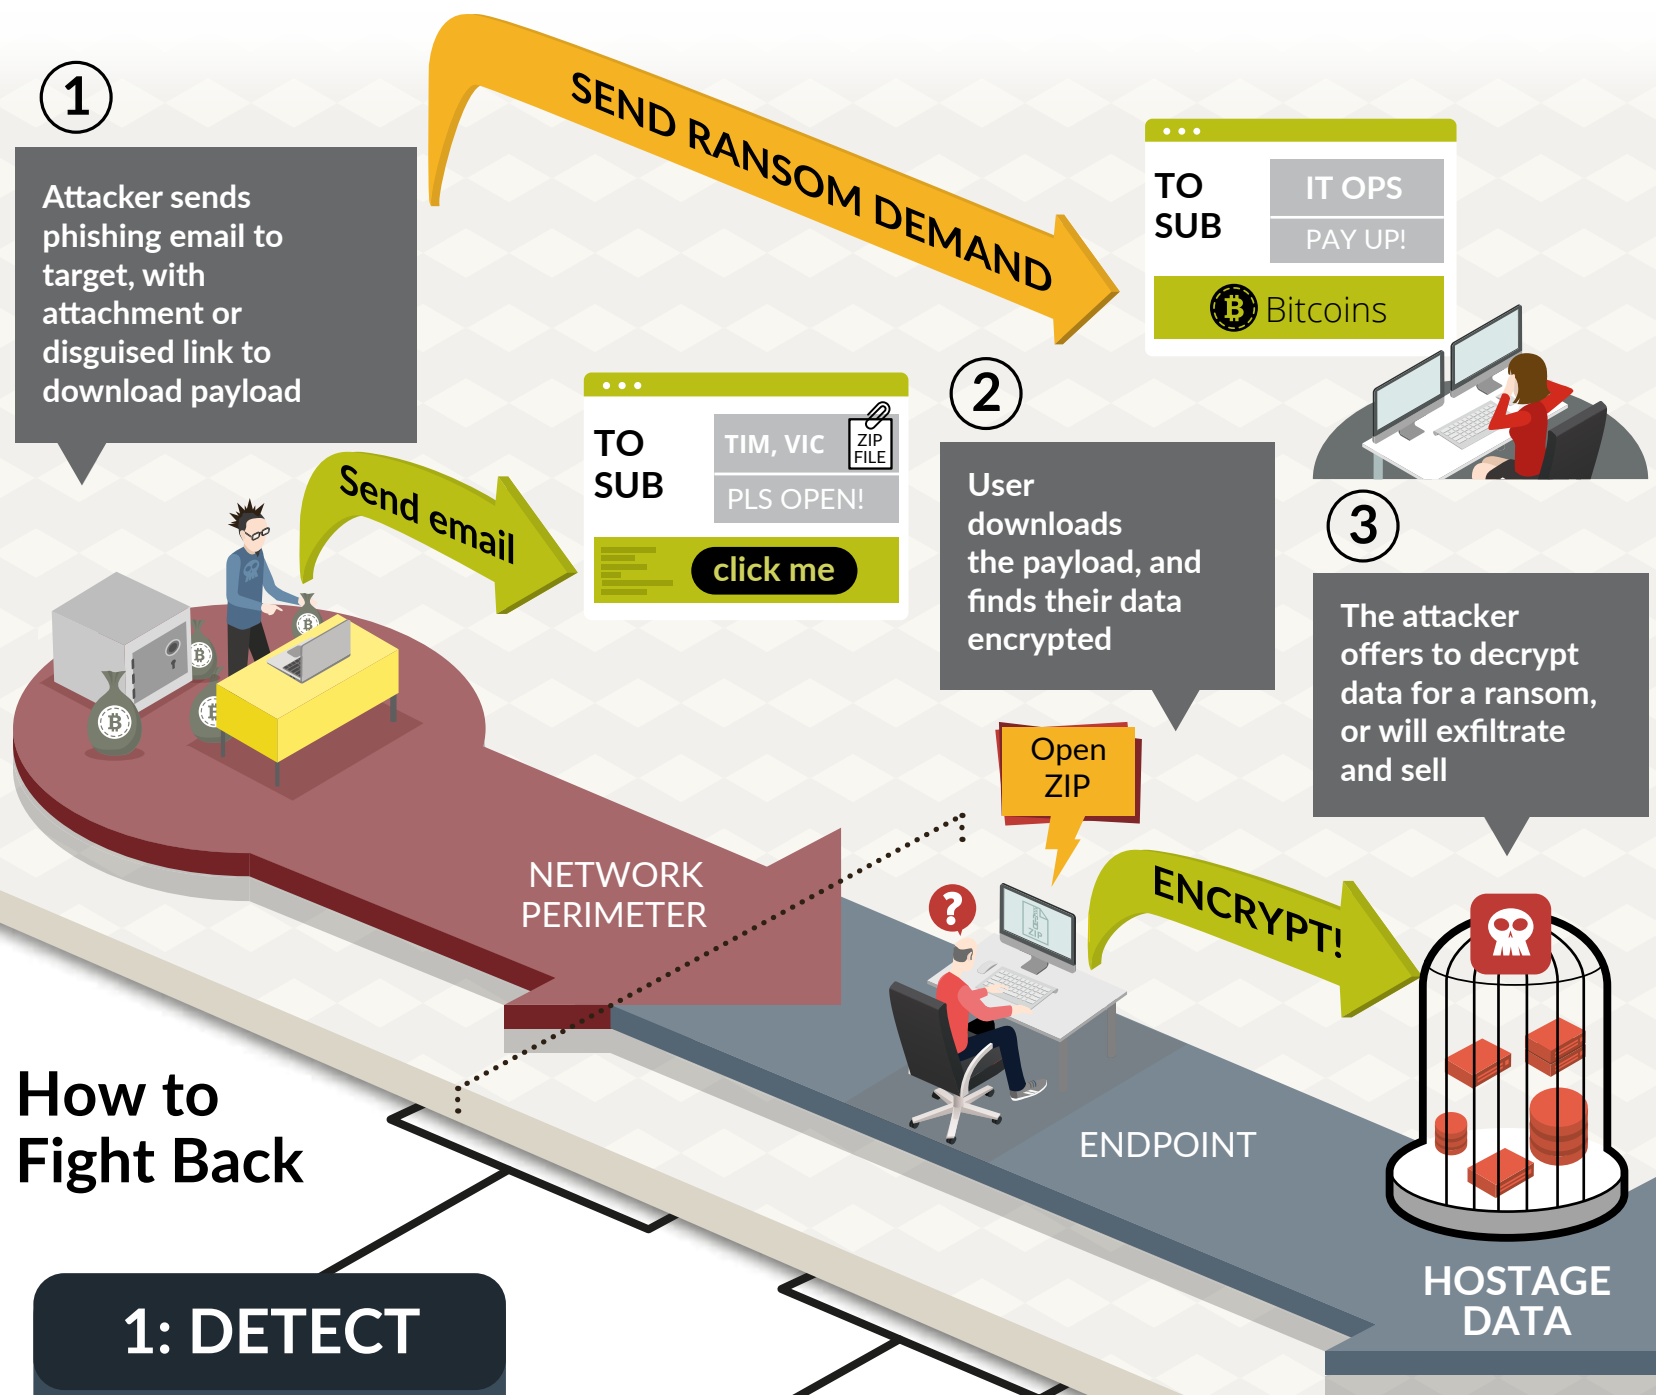 1
Attacker sends
phishing email to
target, with
attachment or
disguised link to
download payload
SEND RANSOM DEMAND
TO
SUB
IT OPS
PAY UP!
Bitcoins
Send email
TO
SUB
TIM, VIC
ZIP
FILE
PLS OPEN!
click me
2
User
downloads
the payload, and
finds their data
encrypted
3
The attacker
offers to decrypt
data for a ransom,
or will exfiltrate
and sell
Open
ZIP
?
ZIP
ENCRYPT!
NETWORK
PERIMETER
ENDPOINT
HOSTAGE
DATA
How to
Fight Back
1: DETECT